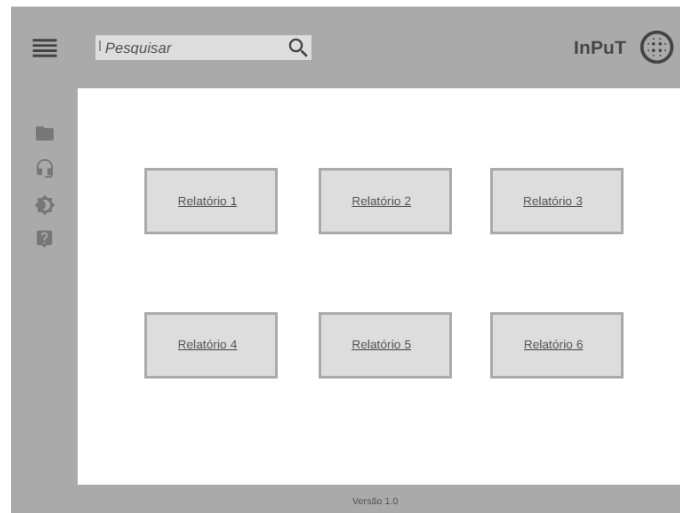 Pesquisar
InPuT
Relatório 1
Relatório 2
Relatório 3
Relatório 4
Relatório 5
Relatório 6
Versão 1.0